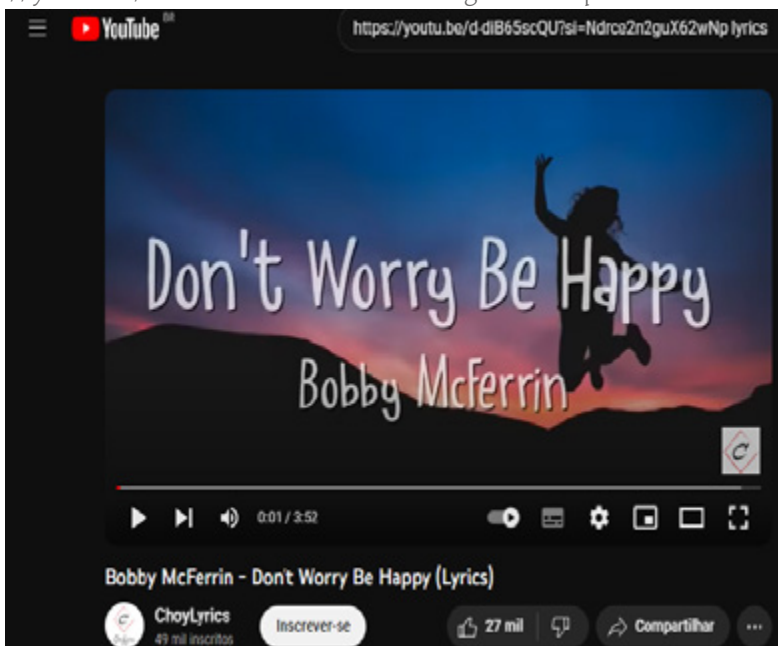 YouTube BR
https://youtu.be/d-diB65scQU?si=Ndrce2n2guX62wNp lyrics
Don't Worry Be Happy
Bobby McFerrin
C
0:01 / 3:52
Bobby McFerrin - Don't Worry Be Happy (Lyrics)
ChoyLyrics
49 mil inscritos
Inscrever-se
27 mil
Compartilhar